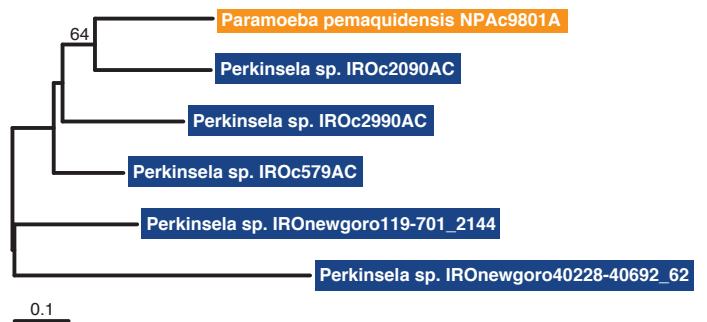 Paramoeba pemaquidensis NPAc9801A
64
Perkinsela sp. IROc2090AC
Perkinsela sp. IROc2990AC
Perkinsela sp. IROc579AC
Perkinsela sp. IROnewgoro119-701_2144
Perkinsela sp. IROnewgoro40228-40692_62
0.1